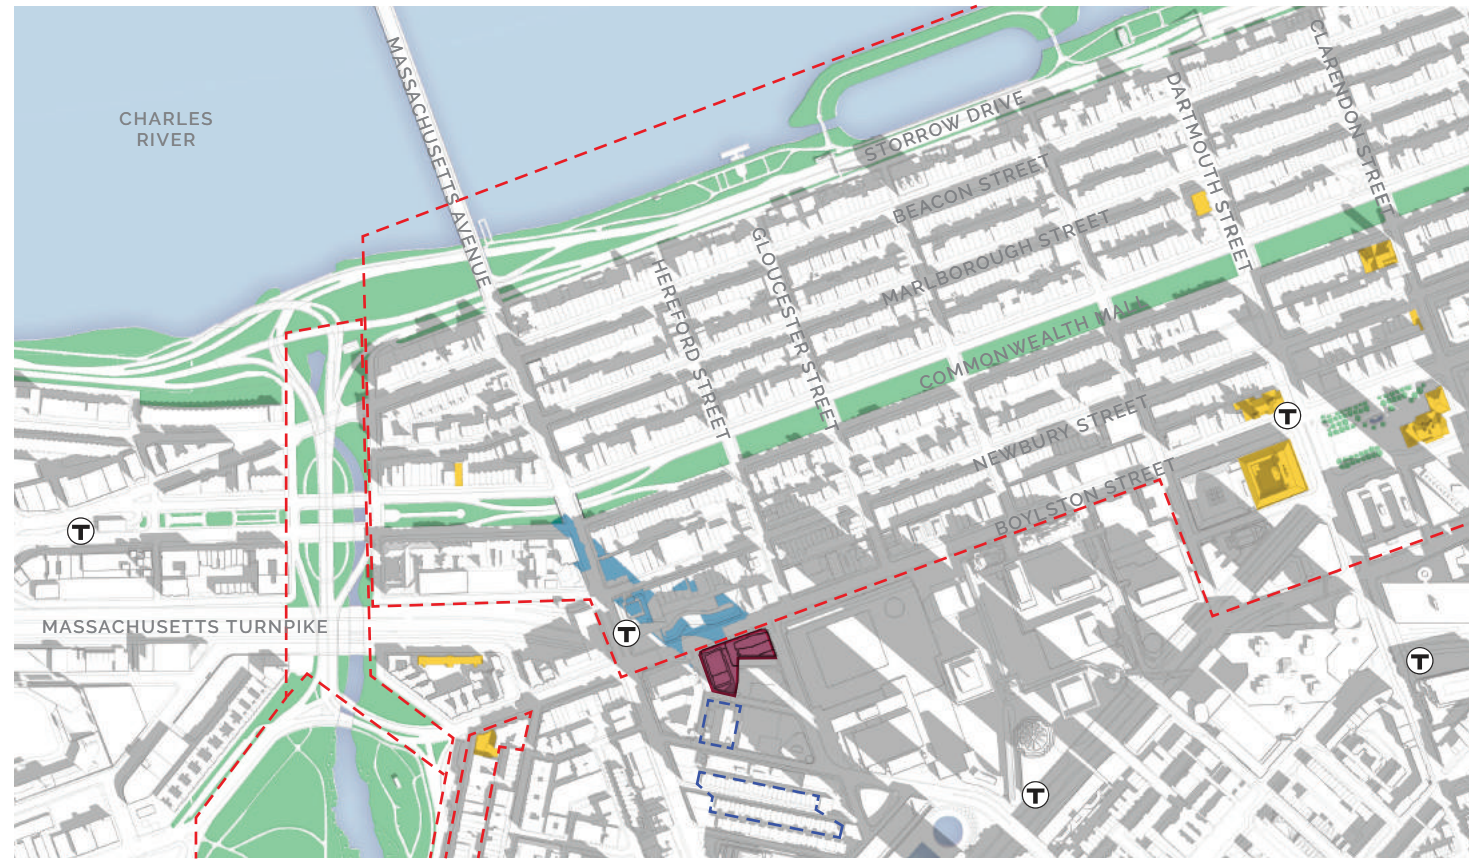 MASSACHUSETTS AVENUE
CLARENDON STREET
DARTMOUTH STREET
CHARLES
RIVER
STORROW DRIVE
BEACON STREET
MARLBOROUGH STREET
GLOUCESTER STREET
HEREFORD STREET
COMMONWEALTH MALL
NEWBURY STREET
T
BOYLSTON STREET
T
MASSACHUSETTS TURNPIKE
T
T
T